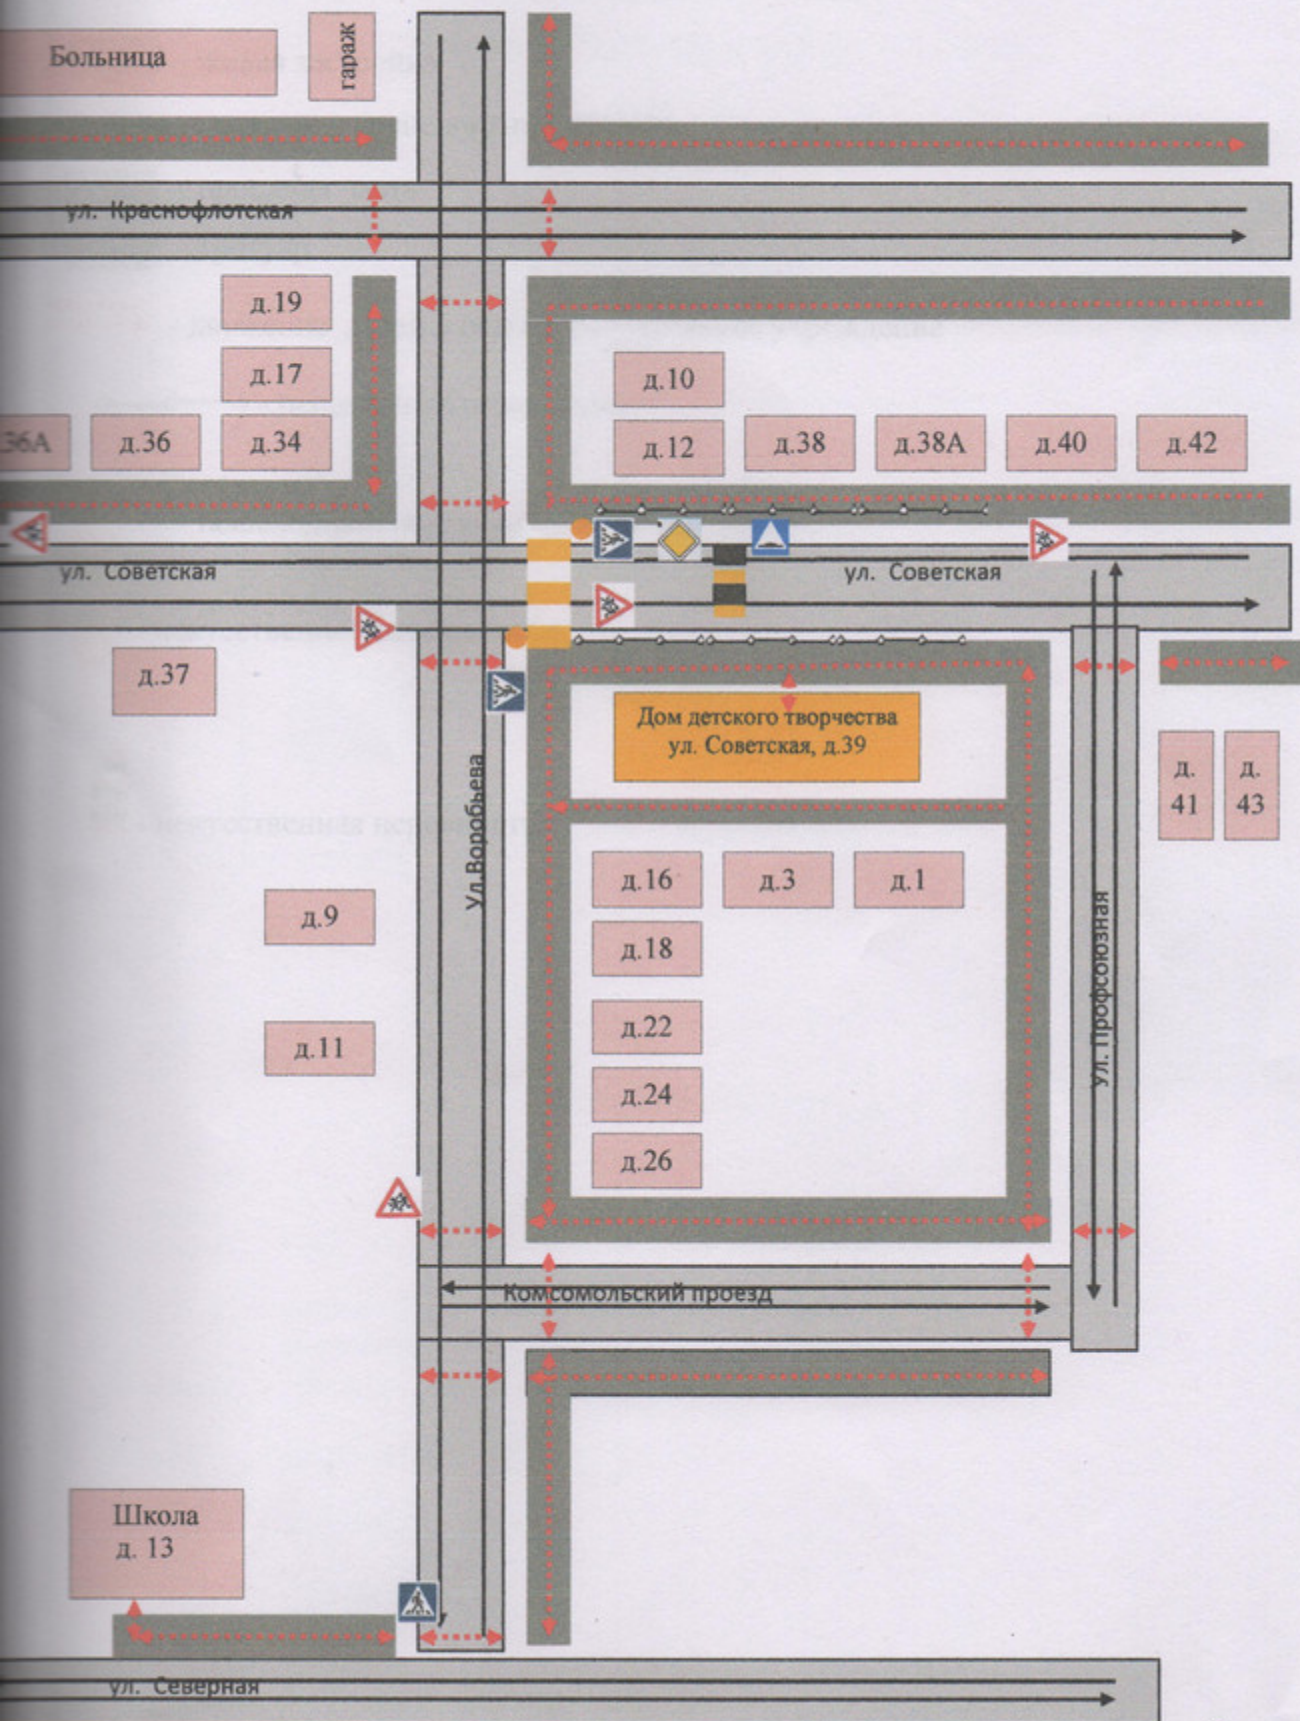 Больница
гараж
ул. Краснофлотская
д.19
д.17
36А
д.36
д.34
д.10
д.12
д.38
д.38А
д.40
д.42
ул. Советская
ул. Советская
д.37
Дом детского творчества
ул. Советская, д.39
д.
41
д.
43
Ул.Воробьева
д.16
д.3
д.1
д.9
д.18
Ул. Профсоюзная
д.11
д.22
д.24
д.26
Комсомольский проезд
Школа
д. 13
ул. Северная